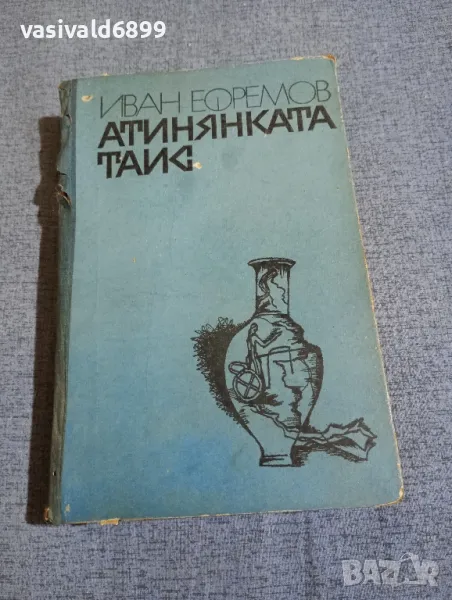 vasivald6899
ИВАН ЕФРЕМОВ
АТИНЯНКАТА
ТАИС
BAZAR